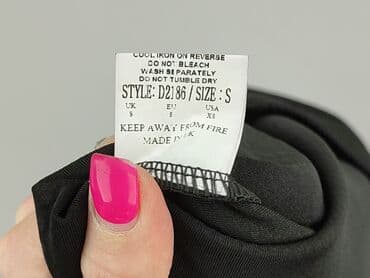 COOL IRON ON REVERSE
DO NOT BLEACH
WASH SEPARATELY
DO NOT TUMBLE DRY
STYLE: D2186 / SIZE: S
UK EU USA
S S XS
KEEP AWAY FROM FIRE
MADE